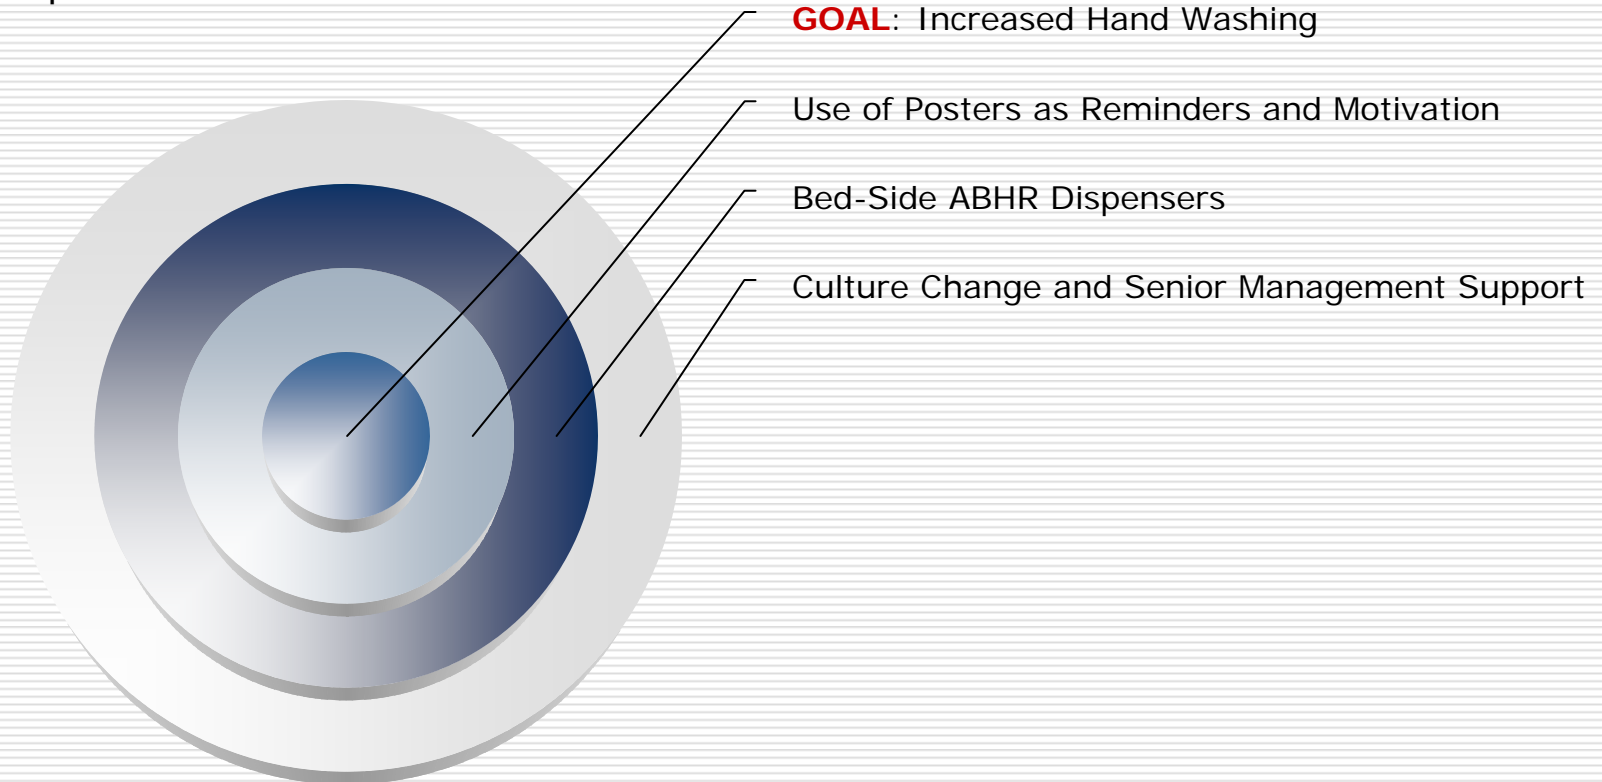 GOAL: Increased Hand Washing
Use of Posters as Reminders and Motivation
Bed-Side ABHR Dispensers
Culture Change and Senior Management Support